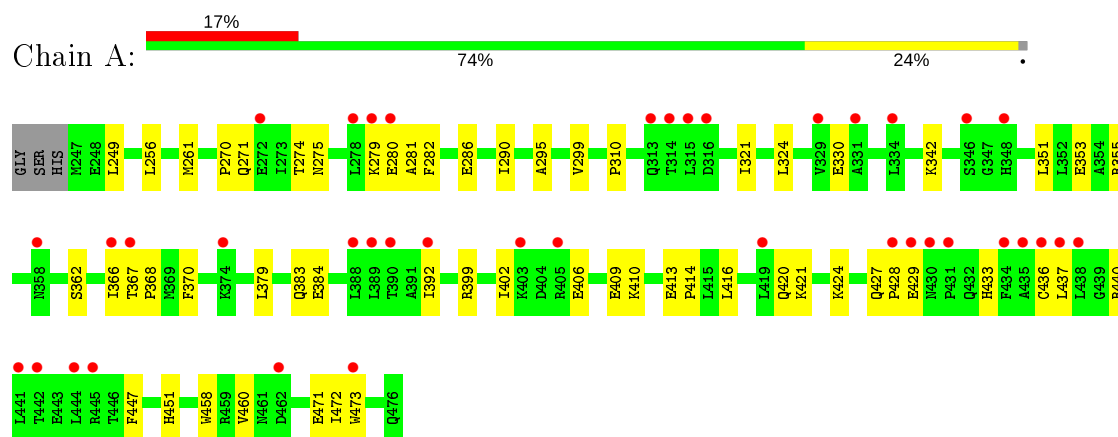 17%
Chain A:
74% 24%
GLY SER HIS M247 E248 L249 L256 M261 P270 Q271 E272 I273 T274 N275 L278 K279 E280 A281 F282 E286 I290 A295 V299 P310 Q313 T314 L315 D316 I321 L324 V329 E330 A331 L334 K342 S346 G347 H348 L351 L352 E353 A354 R355
N358 S362 I366 T367 P368 M369 F370 K374 L379 Q383 E384 L388 L389 T390 A391 I392 R399 I402 K403 D404 R405 E406 E409 K410 E413 P414 L415 L416 L419 Q420 K421 K424 Q427 P428 E429 N430 P431 Q432 H433 F434 A435 C436 L437 L438 G439 R440
L441 T442 E443 L444 R445 T446 F447 H451 W458 R459 V460 N461 D462 E471 I472 W473 Q476